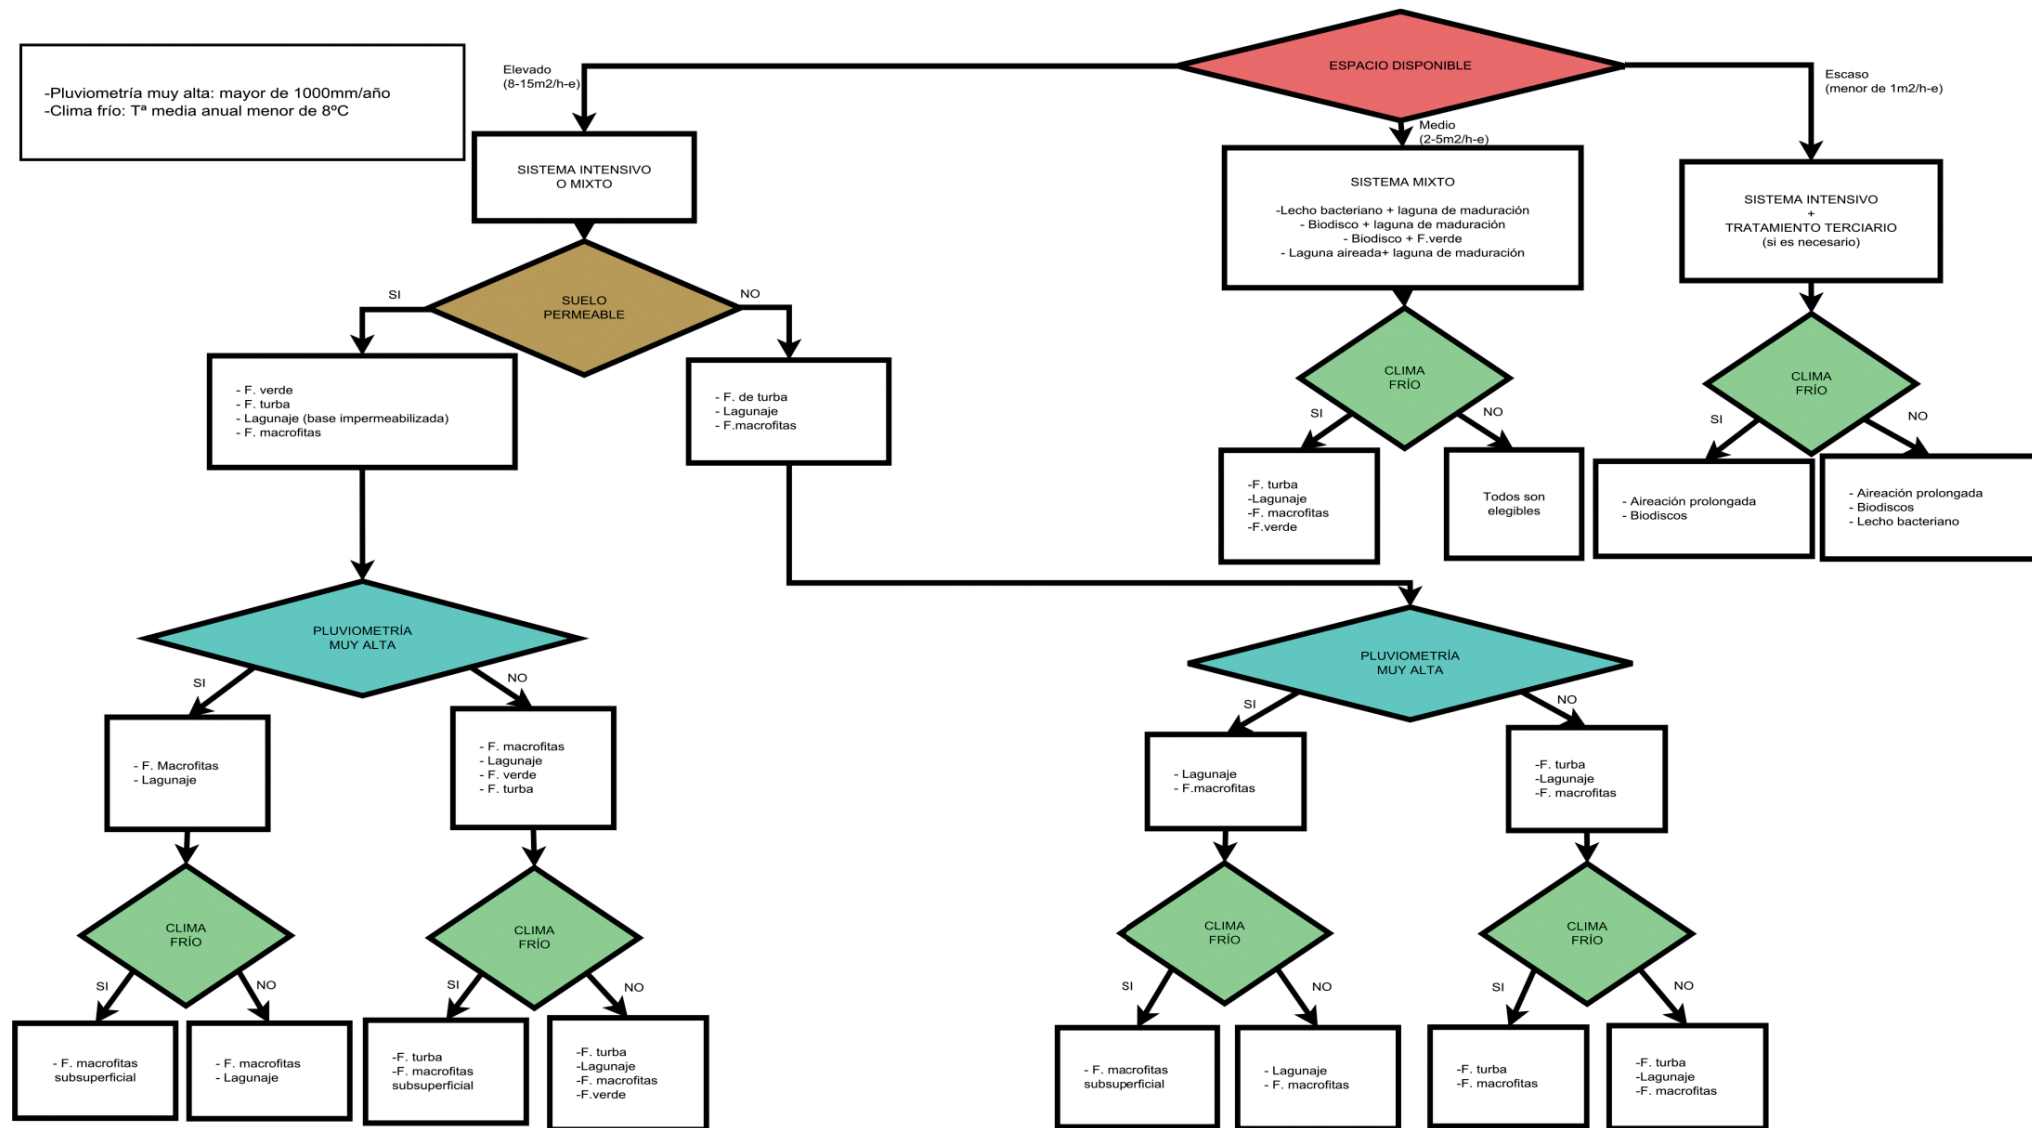 -Pluviometría muy alta: mayor de 1000mm/año
-Clima frío: Tª media anual menor de 8ºC
ESPACIO DISPONIBLE
Elevado
(8-15m2/h-e)
Medio
(2-5m2/h-e)
Escaso
(menor de 1m2/h-e)
SISTEMA INTENSIVO
O MIXTO
SISTEMA MIXTO
-Lecho bacteriano + laguna de maduración
- Biodisco + laguna de maduración
- Biodisco + F.verde
- Laguna aireada+ laguna de maduración
SISTEMA INTENSIVO
+
TRATAMIENTO TERCIARIO
(si es necesario)
SUELO
PERMEABLE
SI
NO
- F. verde
- F. turba
- Lagunaje (base impermeabilizada)
- F. macrofitas
- F. de turba
- Lagunaje
- F.macrofitas
CLIMA
FRÍO
SI
NO
-F. turba
-Lagunaje
-F. macrofitas
-F.verde
Todos son
elegibles
CLIMA
FRÍO
SI
NO
- Aireación prolongada
- Biodiscos
- Aireación prolongada
- Biodiscos
- Lecho bacteriano
PLUVIOMETRÍA
MUY ALTA
SI
NO
- F. Macrofitas
- Lagunaje
- F. macrofitas
- Lagunaje
- F. verde
- F. turba
CLIMA
FRÍO
SI
NO
- F. macrofitas
subsuperficial
- F. macrofitas
- Lagunaje
CLIMA
FRÍO
SI
NO
-F. turba
-F. macrofitas
subsuperficial
-F. turba
-Lagunaje
-F. macrofitas
-F.verde
PLUVIOMETRÍA
MUY ALTA
SI
NO
- Lagunaje
- F.macrofitas
-F. turba
-Lagunaje
-F. macrofitas
CLIMA
FRÍO
SI
NO
- F. macrofitas
subsuperficial
- Lagunaje
- F. macrofitas
CLIMA
FRÍO
SI
NO
-F. turba
-F. macrofitas
-F. turba
-Lagunaje
-F. macrofitas